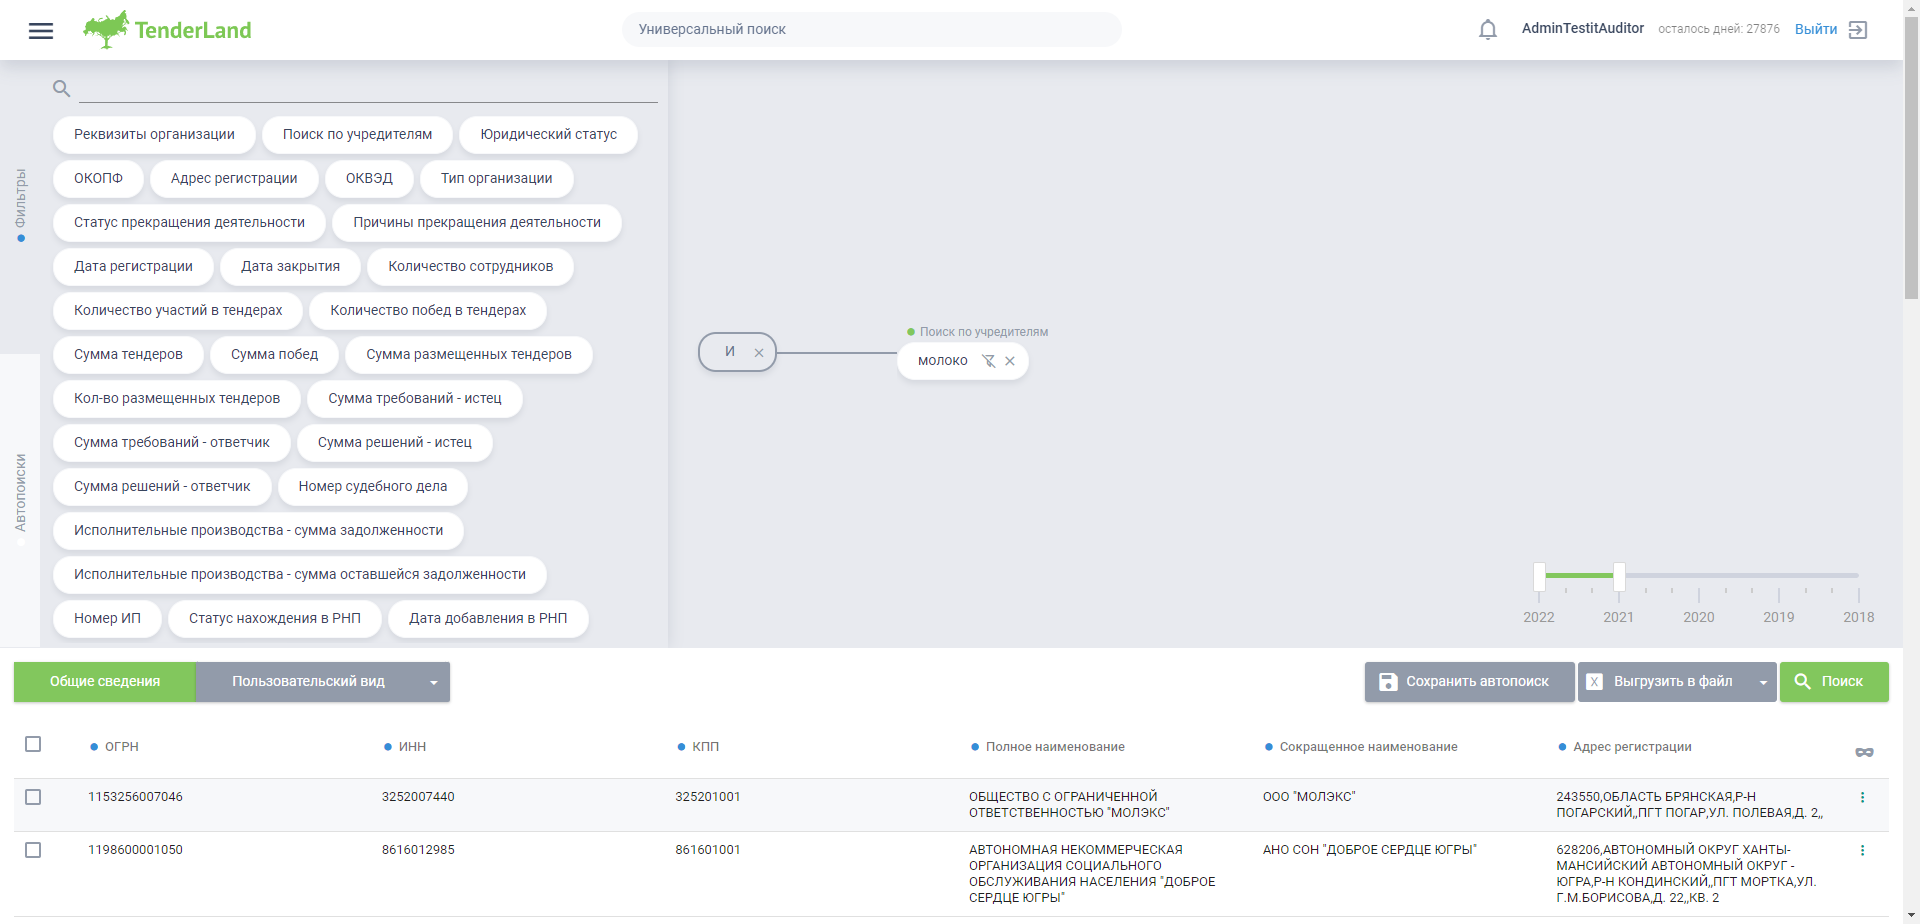 TenderLand
Универсальный поиск
AdminTestitAuditor
осталось дней: 27876
Выйти
Фильтры
Автопоиски
Реквизиты организации
Поиск по учредителям
Юридический статус
ОКОПФ
Адрес регистрации
ОКВЭД
Тип организации
Статус прекращения деятельности
Причины прекращения деятельности
Дата регистрации
Дата закрытия
Количество сотрудников
Количество участий в тендерах
Количество побед в тендерах
Сумма тендеров
Сумма побед
Сумма размещенных тендеров
Кол-во размещенных тендеров
Сумма требований - истец
Сумма требований - ответчик
Сумма решений - истец
Сумма решений - ответчик
Номер судебного дела
Исполнительные производства - сумма задолженности
Исполнительные производства - сумма оставшейся задолженности
Номер ИП
Статус нахождения в РНП
Дата добавления в РНП
И
Поиск по учредителям
молоко
2022
2021
2020
2019
2018
Общие сведения
Пользовательский вид
Сохранить автопоиск
X
Выгрузить в файл
Поиск
ОГРН
ИНН
КПП
Полное наименование
Сокращенное наименование
Адрес регистрации
1153256007046
3252007440
325201001
ОБЩЕСТВО С ОГРАНИЧЕННОЙ
ОТВЕТСТВЕННОСТЬЮ "МОЛЭКС"
ООО "МОЛЭКС"
243550,ОБЛАСТЬ БРЯНСКАЯ,Р-Н
ПОГАРСКИЙ,,ПГТ ПОГАР,УЛ. ПОЛЕВАЯ,Д. 2,,
1198600001050
8616012985
861601001
АВТОНОМНАЯ НЕКОММЕРЧЕСКАЯ
ОРГАНИЗАЦИЯ СОЦИАЛЬНОГО
ОБСЛУЖИВАНИЯ НАСЕЛЕНИЯ "ДОБРОЕ
СЕРДЦЕ ЮГРЫ"
АНО СОН "ДОБРОЕ СЕРДЦЕ ЮГРЫ"
628206,АВТОНОМНЫЙ ОКРУГ ХАНТЫ-
МАНСИЙСКИЙ АВТОНОМНЫЙ ОКРУГ -
ЮГРА,Р-Н КОНДИНСКИЙ,,ПГТ МОРТКА,УЛ.
Г.М.БОРИСОВА,Д. 22,,КВ. 2